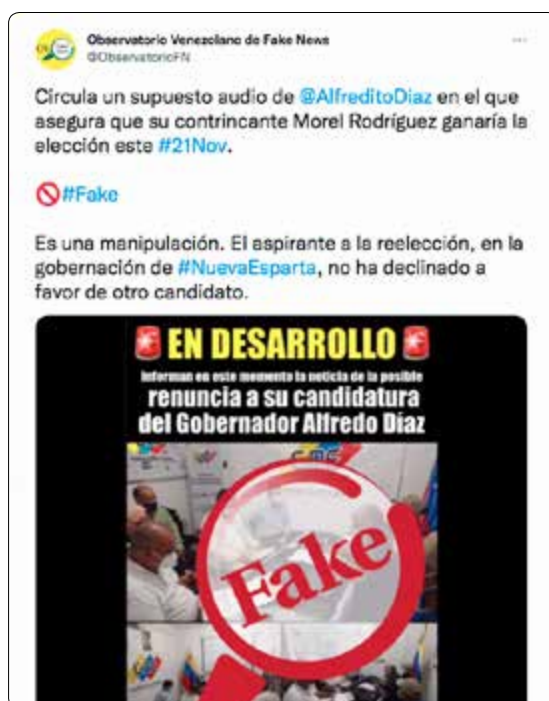 Observatorio Venezolano de Fake News
@ObservatorioFN
Circula un supuesto audio de @AlfreditoDiaz en el que
asegura que su contrincante Morel Rodríguez ganaría la
elección este #21Nov.
🚫#Fake
Es una manipulación. El aspirante a la reelección, en la
gobernación de #NuevaEsparta, no ha declinado a
favor de otro candidato.
🚨EN DESARROLLO🚨
Informan en este momento la noticia de la posible
renuncia a su candidatura
del Gobernador Alfredo Díaz
Fake